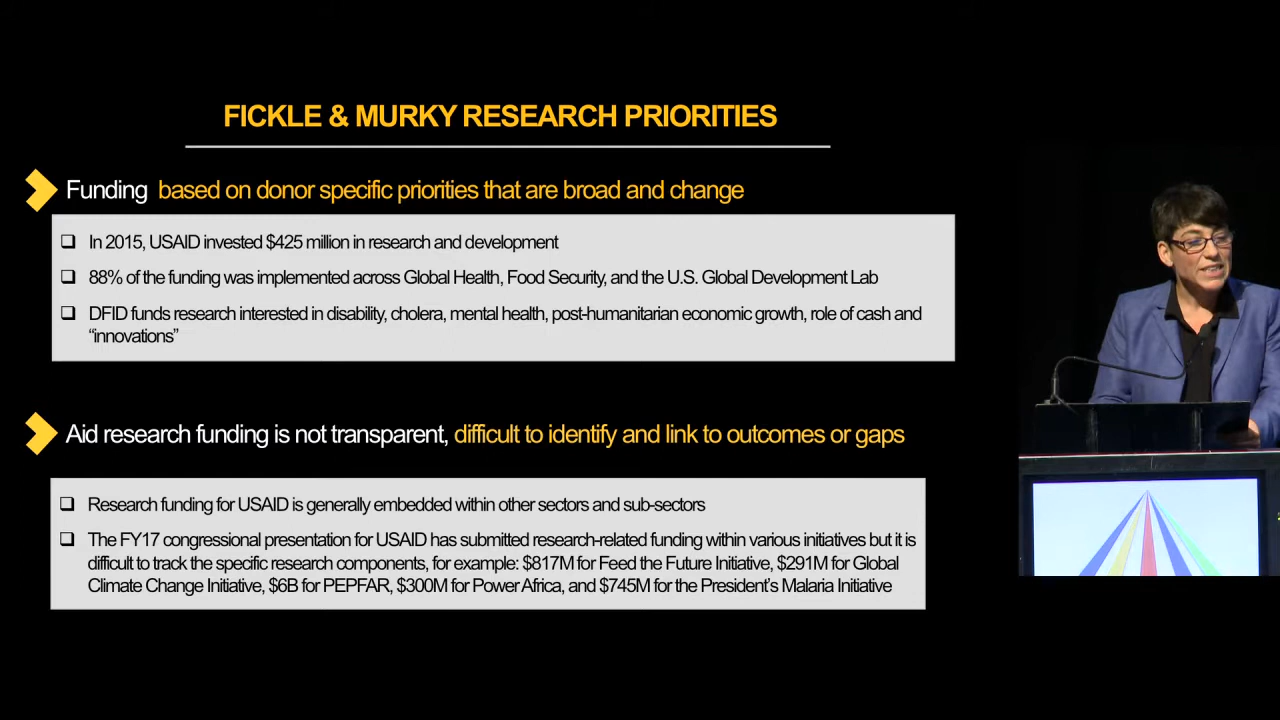 FICKLE & MURKY RESEARCH PRIORITIES
Funding based on donor specific priorities that are broad and change
In 2015, USAID invested $425 million in research and development
88% of the funding was implemented across Global Health, Food Security, and the U.S. Global Development Lab
DFID funds research interested in disability, cholera, mental health, post-humanitarian economic growth, role of cash and
“innovations”
Aid research funding is not transparent, difficult to identify and link to outcomes or gaps
Research funding for USAID is generally embedded within other sectors and sub-sectors
The FY17 congressional presentation for USAID has submitted research-related funding within various initiatives but it is
difficult to track the specific research components, for example: $817M for Feed the Future Initiative, $291M for Global
Climate Change Initiative, $6B for PEPFAR, $300M for Power Africa, and $745M for the President’s Malaria Initiative